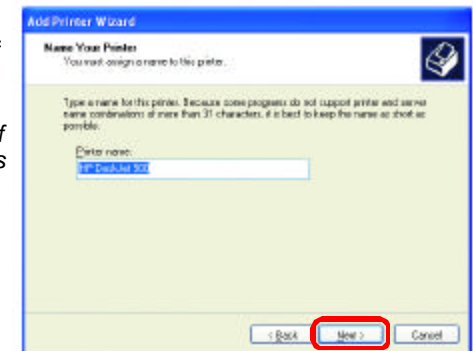 Add Printer Wizard
Name Your Printer
You must assign a name to this printer.
Type a name for this printer. Because some programs do not support printer and server
name combinations of more than 31 characters, it is best to keep the name as short as
possible.
Printer name:
HP DeskJet 500
f
s
< Back
Next >
Cancel